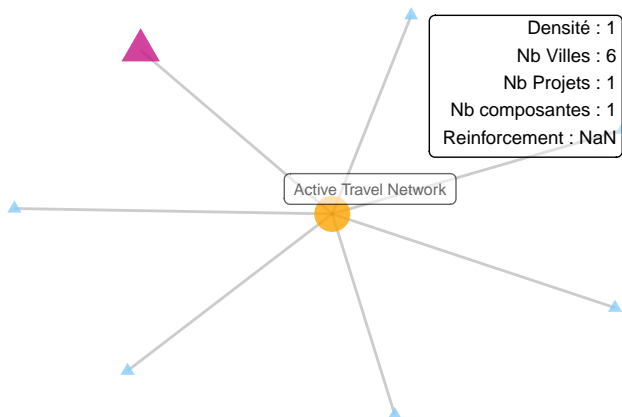 Densité : 1
Nb Villes : 6
Nb Projets : 1
Nb composantes : 1
Reinforcement : NaN
Active Travel Network